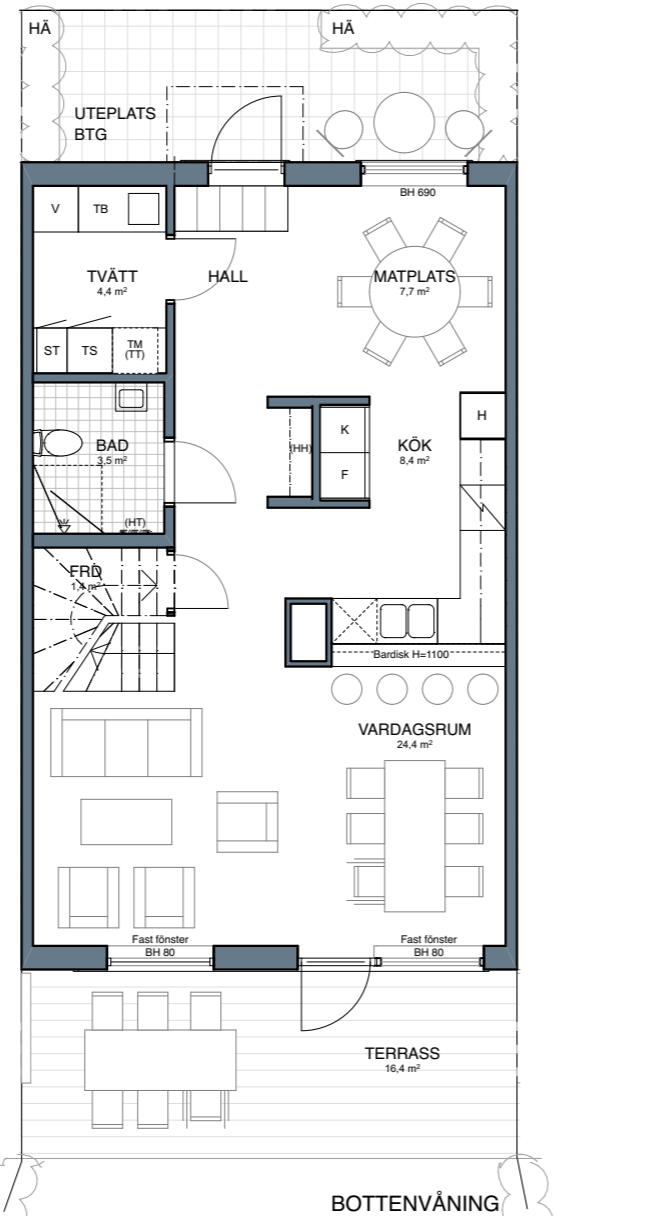 HÄ
HÄ
UTEPLATS
BTG
BH 690
V
TB
TVÄTT
4,4 m²
HALL
MATPLATS
7,7 m²
ST
TS
TM
(TT)
BAD
3,5 m²
(HT)
(HH)
K
F
KÖK
8,4 m²
H
FRD
1,4 m²
Bardisk H=1100
VARDAGSRUM
24,4 m²
Fast fönster
BH 80
Fast fönster
BH 80
TERRASS
16,4 m²
BOTTENVÅNING